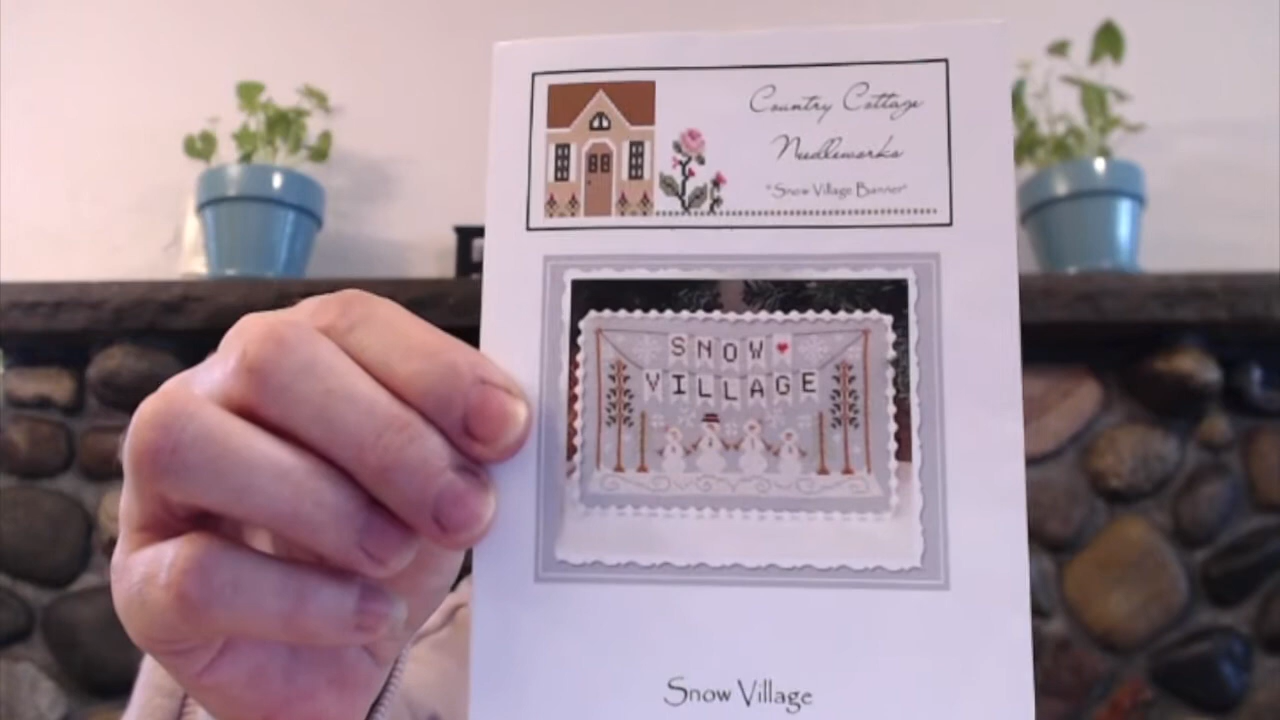 Country Cottage
Needleworks
"Snow Village Banner"
SNOW
VILLAGE
Snow Village